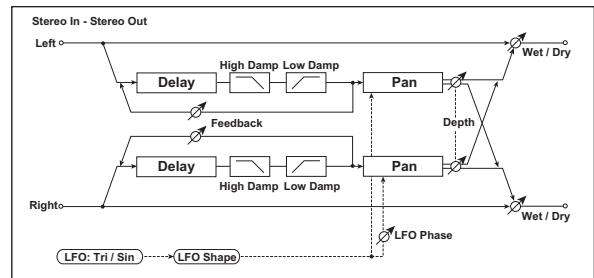 Stereo In - Stereo Out
Left
Wet / Dry
High Damp Low Damp
Delay
Pan
Feedback
Depth
Delay
Pan
High Damp Low Damp
Right
Wet / Dry
LFO Phase
LFO: Tri / Sin
LFO Shape